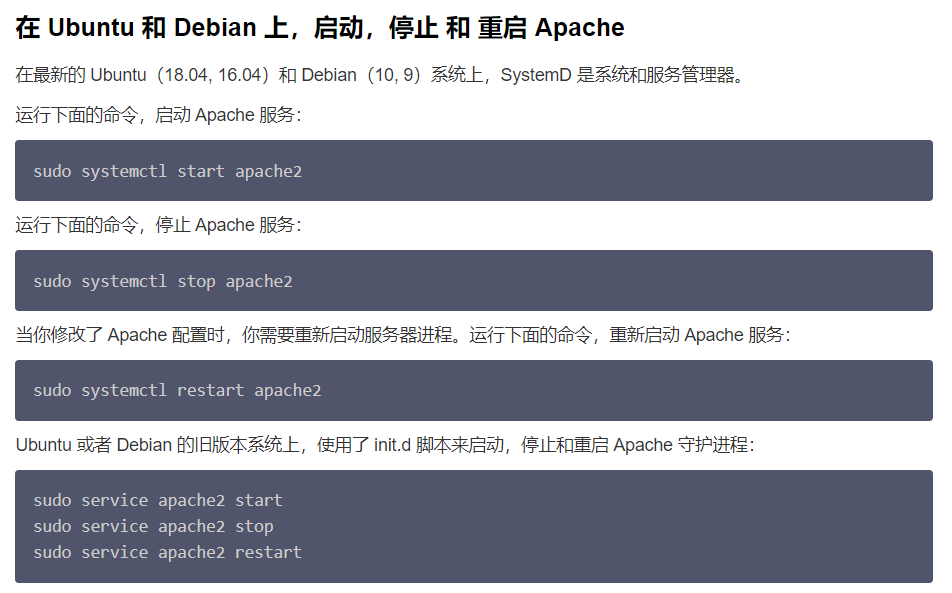 在 Ubuntu 和 Debian 上，启动，停止 和 重启 Apache
在最新的 Ubuntu（18.04, 16.04）和 Debian（10, 9）系统上，SystemD 是系统和服务管理器。
运行下面的命令，启动 Apache 服务：
sudo systemctl start apache2
运行下面的命令，停止 Apache 服务：
sudo systemctl stop apache2
当你修改了 Apache 配置时，你需要重新启动服务器进程。运行下面的命令，重新启动 Apache 服务：
sudo systemctl restart apache2
Ubuntu 或者 Debian 的旧版本系统上，使用了 init.d 脚本来启动，停止和重启 Apache 守护进程：
sudo service apache2 start
sudo service apache2 stop
sudo service apache2 restart